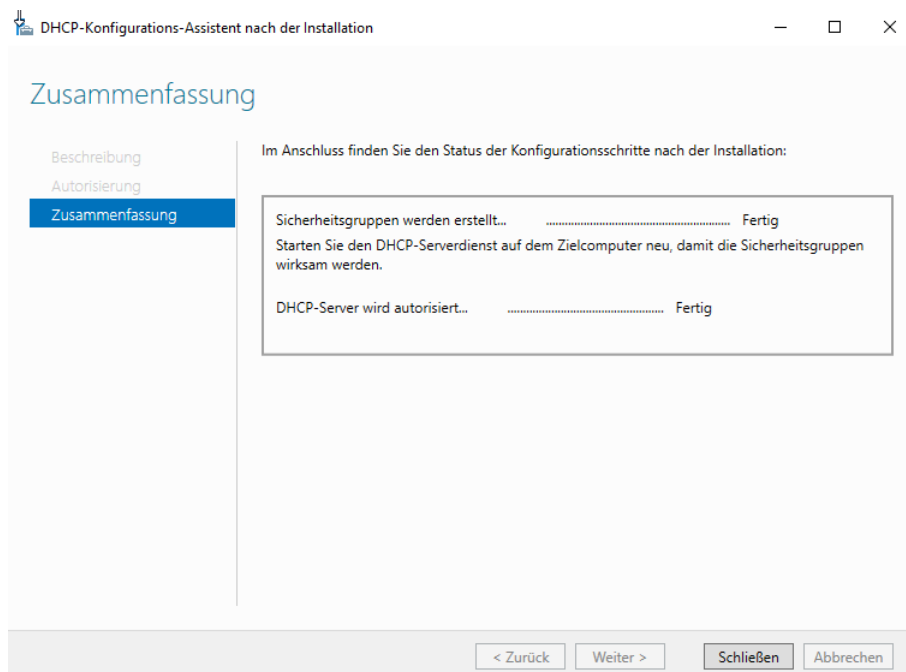 DHCP-Konfigurations-Assistent nach der Installation
Zusammenfassung
Beschreibung
Autorisierung
Zusammenfassung
Im Anschluss finden Sie den Status der Konfigurationsschritte nach der Installation:
Sicherheitsgruppen werden erstellt... ........................................................... Fertig
Starten Sie den DHCP-Serverdienst auf dem Zielcomputer neu, damit die Sicherheitsgruppen
wirksam werden.
DHCP-Server wird autorisiert... .................................................. Fertig
< Zurück Weiter > Schließen Abbrechen